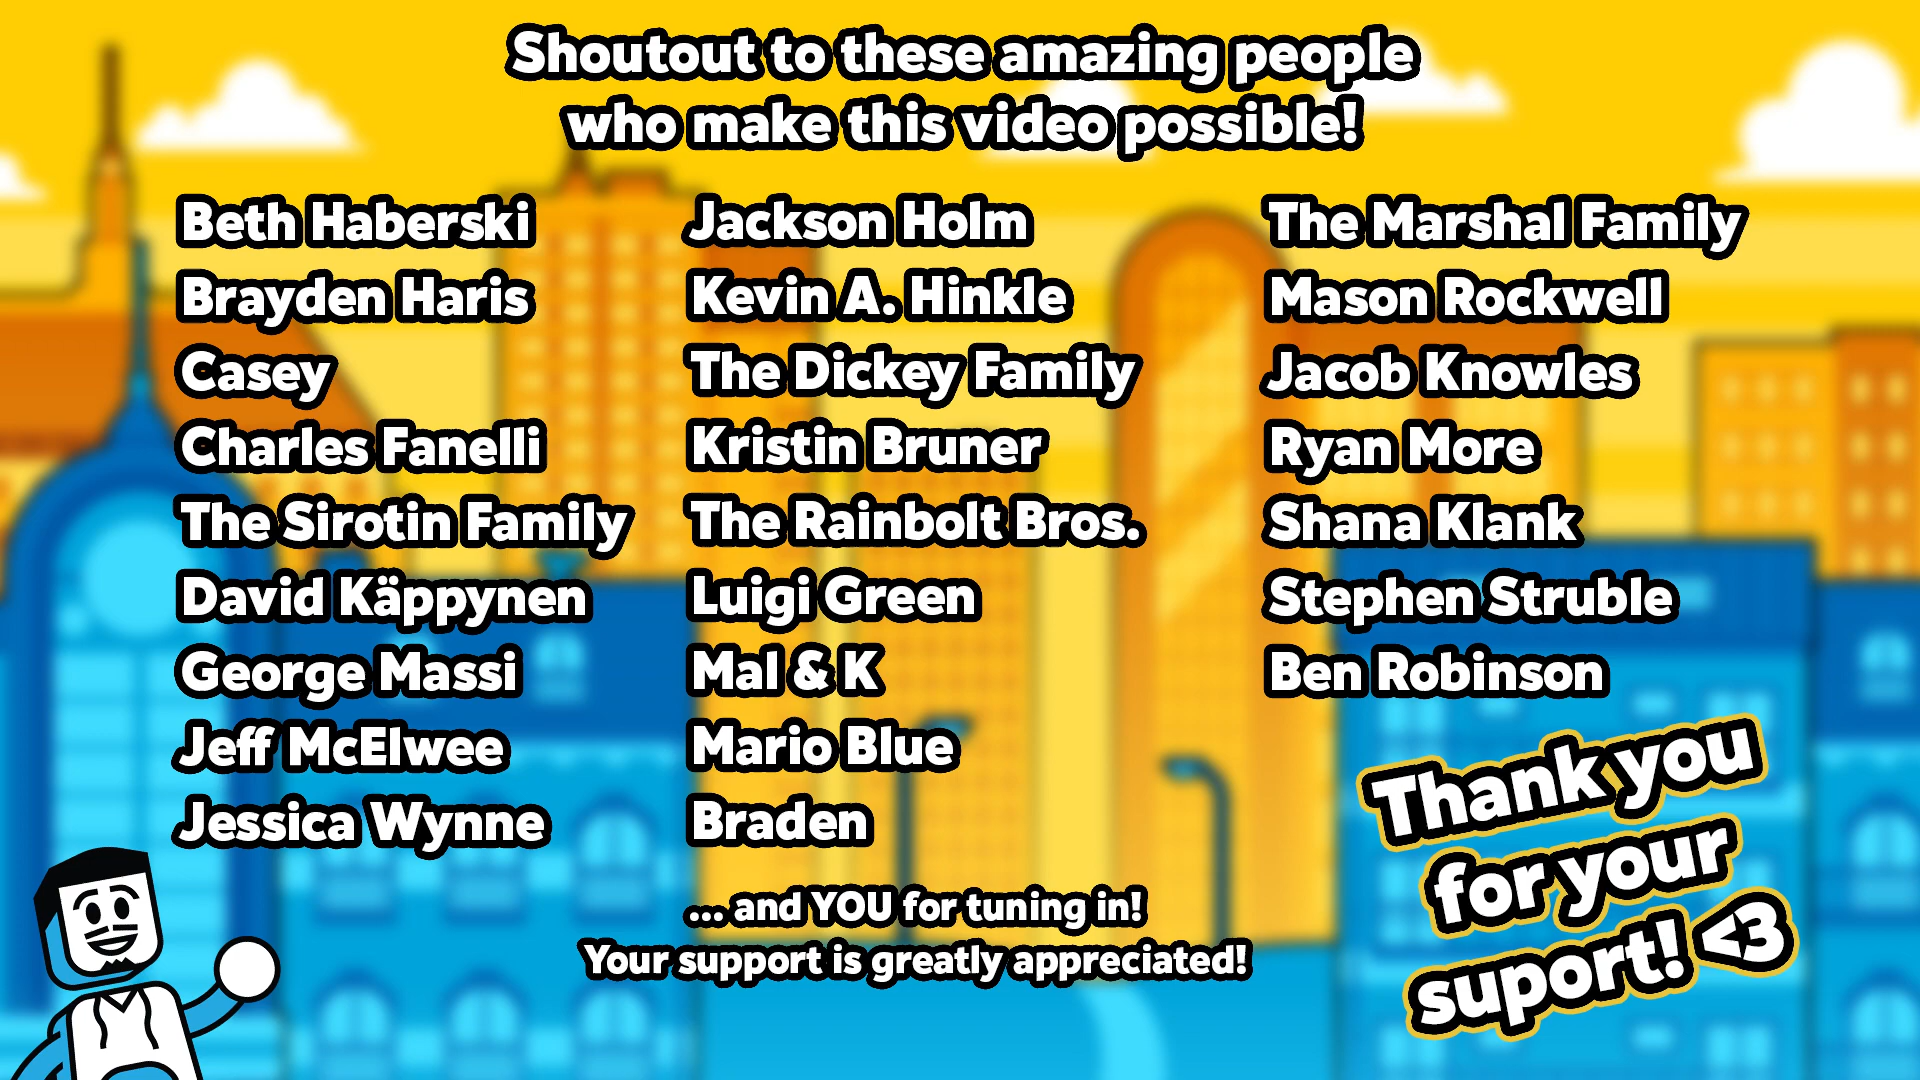 Shoutout to these amazing people
who make this video possible!
Beth Haberski
Brayden Haris
Casey
Charles Fanelli
The Sirotin Family
David Käppynen
George Massi
Jeff McElwee
Jessica Wynne
Jackson Holm
Kevin A. Hinkle
The Dickey Family
Kristin Bruner
The Rainbolt Bros.
Luigi Green
Mal & K
Mario Blue
Braden
The Marshal Family
Mason Rockwell
Jacob Knowles
Ryan More
Shana Klank
Stephen Struble
Ben Robinson
... and YOU for tuning in!
Your support is greatly appreciated!
Thank you
for your
suport! <3